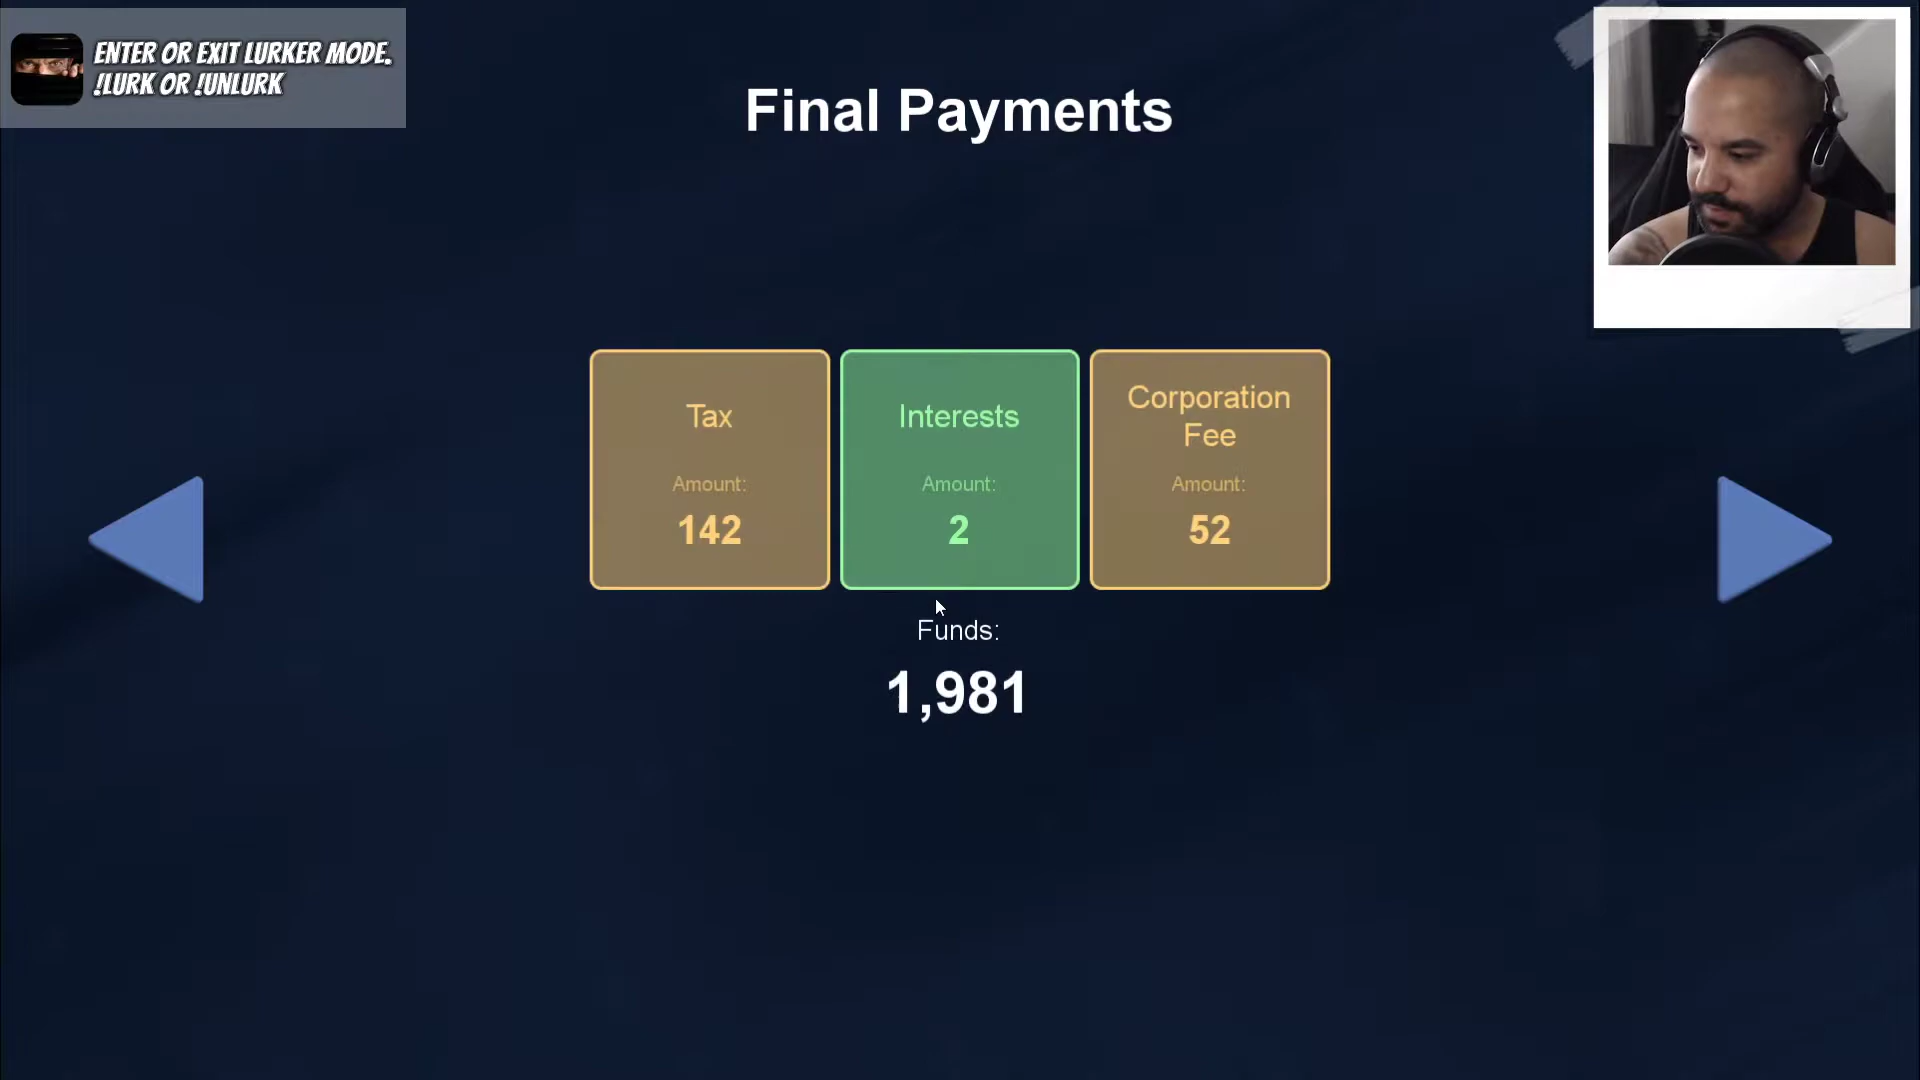 ENTER OR EXIT LURKER MODE.
!LURK OR !UNLURK
Final Payments
Tax
Amount:
142
Interests
Amount:
2
Corporation
Fee
Amount:
52
Funds:
1,981